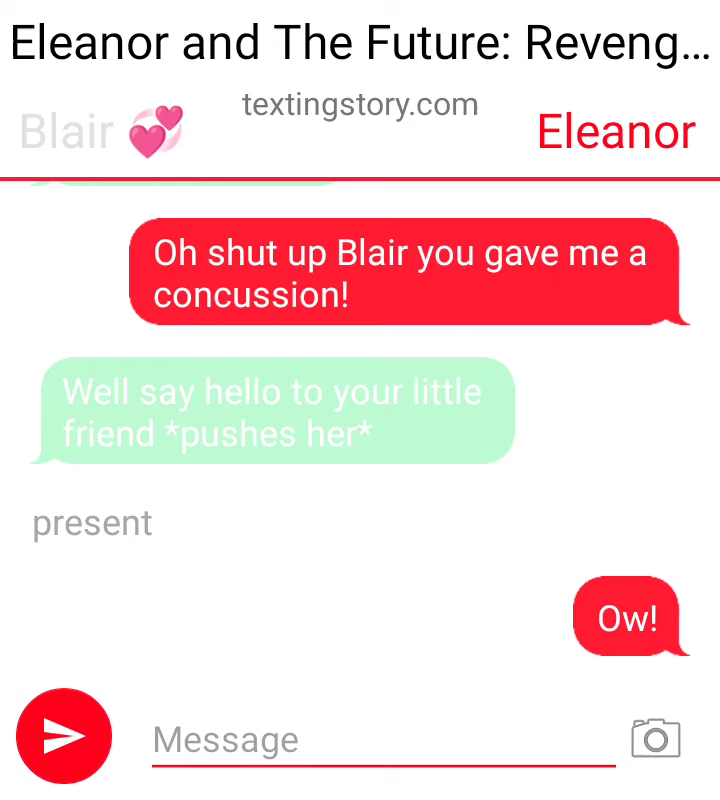 Eleanor and The Future: Reveng...
textingstory.com
Blair 💞
Eleanor
Oh shut up Blair you gave me a
concussion!
Well say hello to your little
friend *pushes her*
present
Ow!
Message